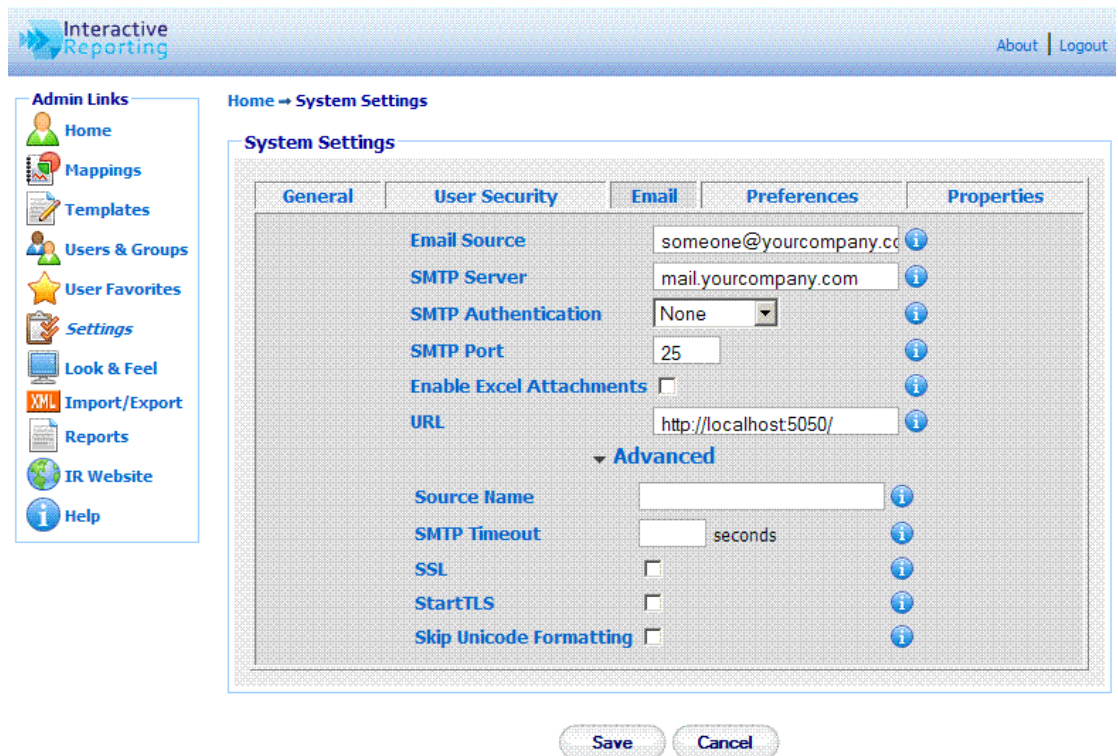 Interactive
Reporting
About | Logout
Admin Links
Home
Mappings
Templates
Users & Groups
User Favorites
Settings
Look & Feel
XML Import/Export
Reports
IR Website
Help
Home → System Settings
System Settings
General User Security Email Preferences Properties
Email Source someone@yourcompany.cc
SMTP Server mail.yourcompany.com
SMTP Authentication None
SMTP Port 25
Enable Excel Attachments
URL http://localhost:5050/
Advanced
Source Name
SMTP Timeout seconds
SSL
StartTLS
Skip Unicode Formatting
Save Cancel